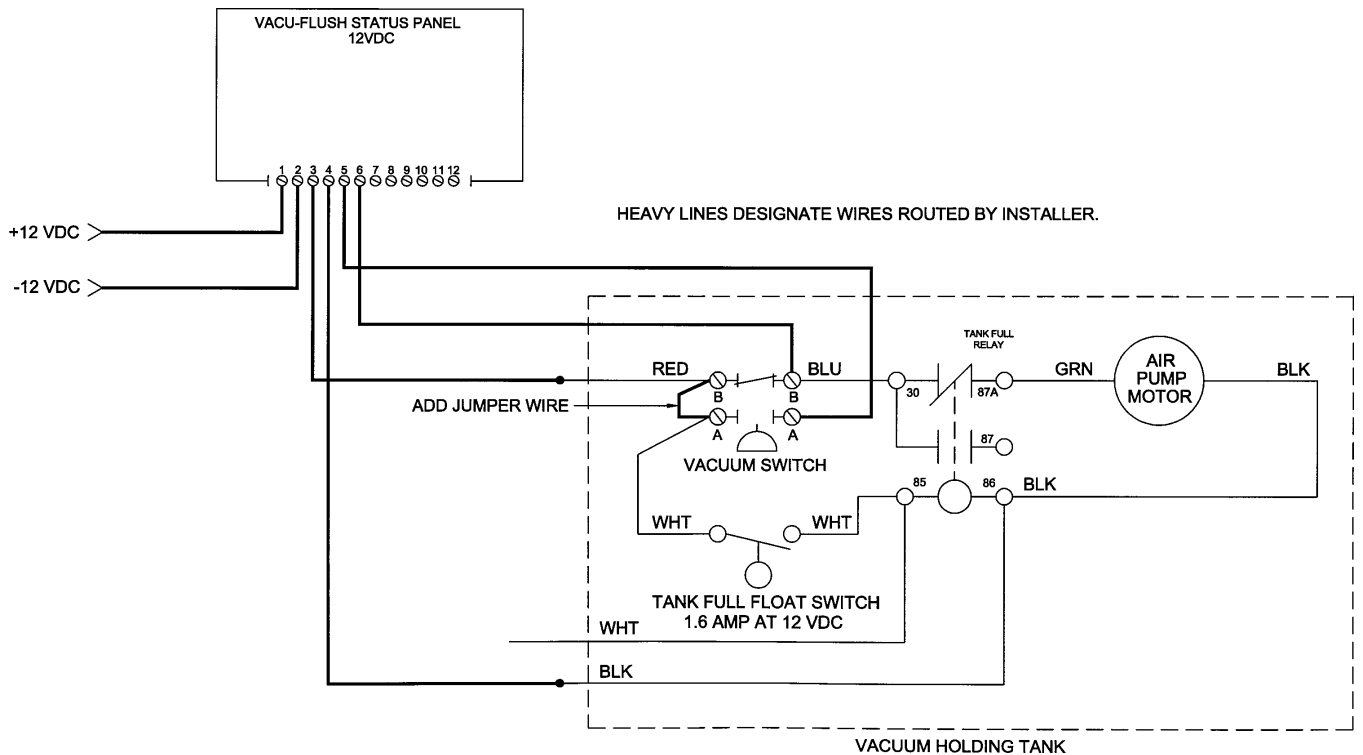 VACU-FLUSH STATUS PANEL
12VDC
1 2 3 4 5 6 7 8 9 10 11 12
+12 VDC
-12 VDC
HEAVY LINES DESIGNATE WIRES ROUTED BY INSTALLER.
TANK FULL
RELAY
RED
BLU
GRN
AIR
PUMP
MOTOR
BLK
B
B
30
87A
ADD JUMPER WIRE
A
A
87
VACUUM SWITCH
85
86
BLK
WHT
WHT
TANK FULL FLOAT SWITCH
1.6 AMP AT 12 VDC
WHT
BLK
VACUUM HOLDING TANK